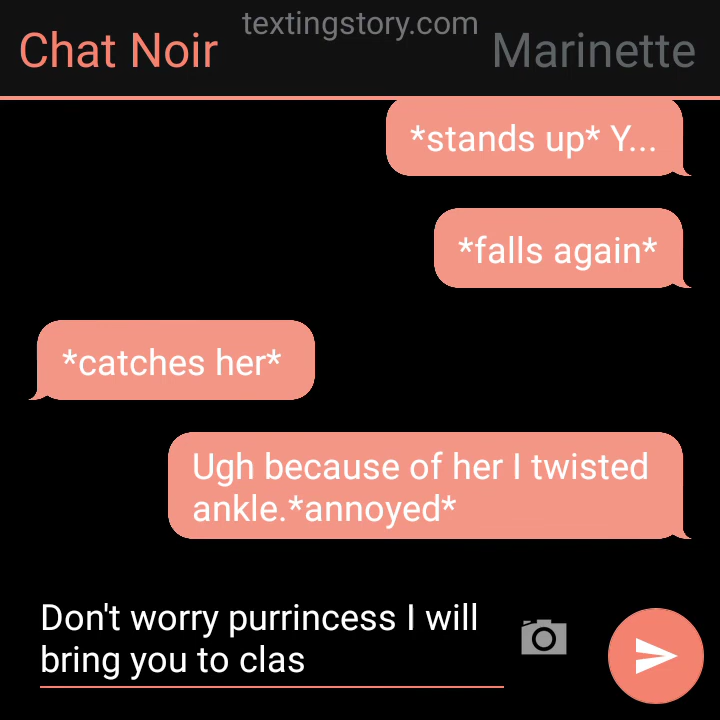 textingstory.com
Chat Noir
Marinette
*stands up* Y...
*falls again*
*catches her*
Ugh because of her I twisted
ankle.*annoyed*
Don't worry purrincess I will
bring you to clas